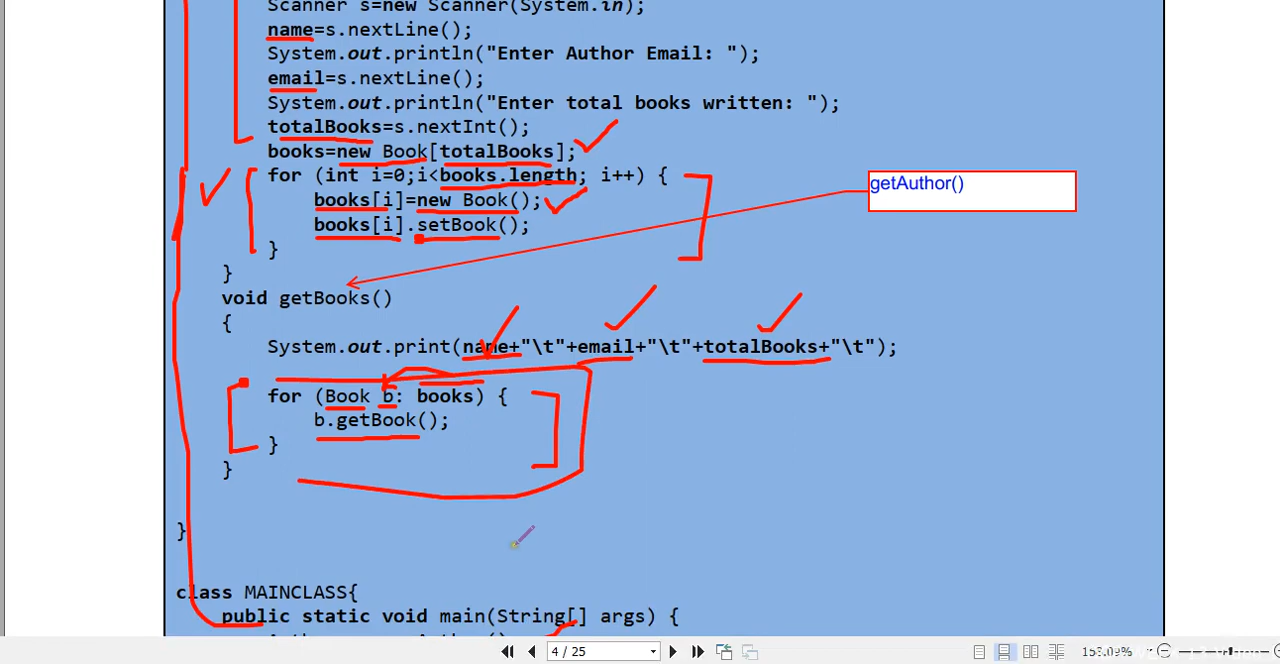 Scanner s=new Scanner(System.in);
name=s.nextLine();
System.out.println("Enter Author Email: ");
email=s.nextLine();
System.out.println("Enter total books written: ");
totalBooks=s.nextInt();
books=new Book[totalBooks];
for (int i=0;i<books.length; i++) {
books[i]=new Book();
books[i].setBook();
}
}
getAuthor()
void getBooks()
{
System.out.print(name+"\t"+email+"\t"+totalBooks+"\t");
for (Book b: books) {
b.getBook();
}
}
}
class MAINCLASS{
public static void main(String[] args) {
4 / 25